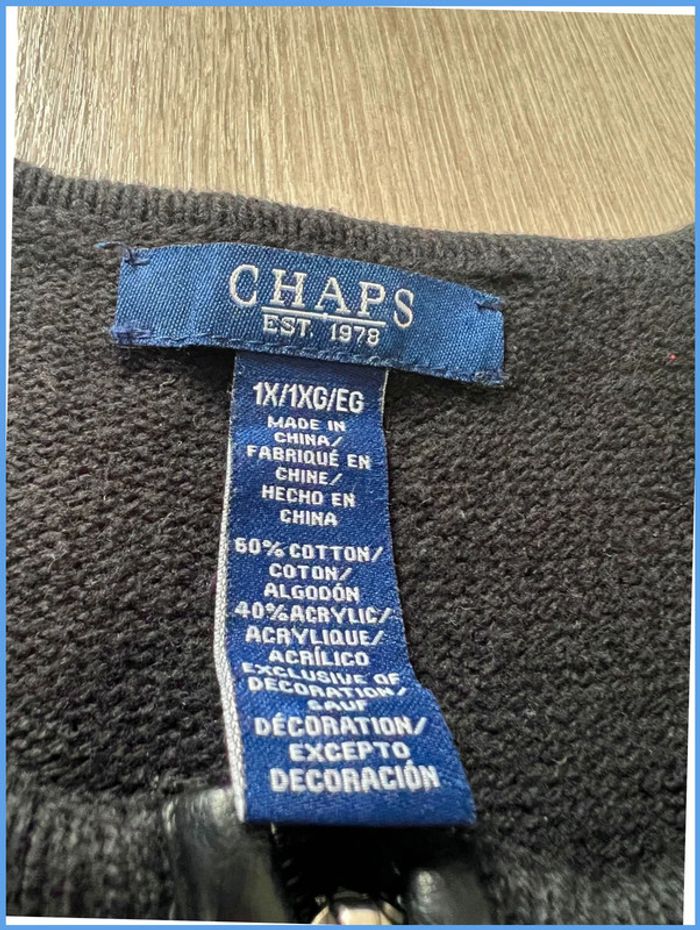 CHAPS
EST. 1978
1X/1XG/EG
MADE IN
CHINA/
FABRIQUÉ EN
CHINE/
HECHO EN
CHINA
60% COTTON/
COTON/
ALGODÓN
40%ACRYLIC/
ACRYLIQUE/
ACRÍLICO
EXCLUSIVE OF
DECORATION/
SAUF
DÉCORATION/
EXCEPTO
DECORACIÓN